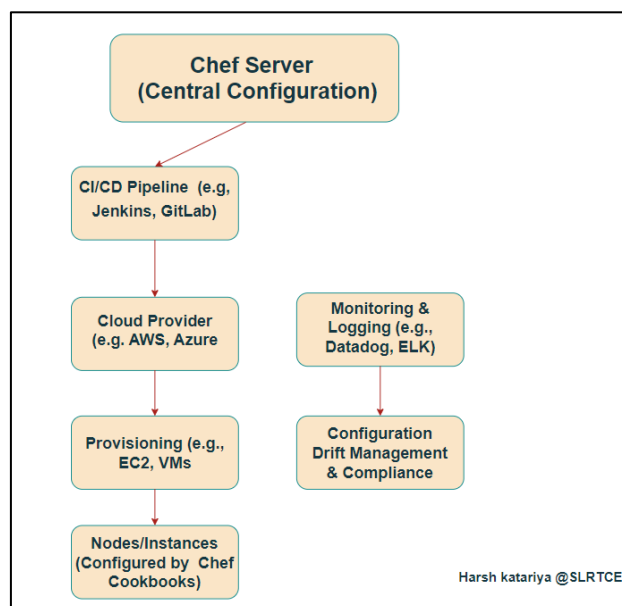 Chef Server
(Central Configuration)
CI/CD Pipeline (e.g,
Jenkins, GitLab)
Cloud Provider
(e.g. AWS, Azure
Monitoring &
Logging (e.g.,
Datadog, ELK)
Provisioning (e.g.,
EC2, VMs
Configuration
Drift Management
& Compliance
Nodes/Instances
(Configured by Chef
Cookbooks)
Harsh katariya @SLRTCE